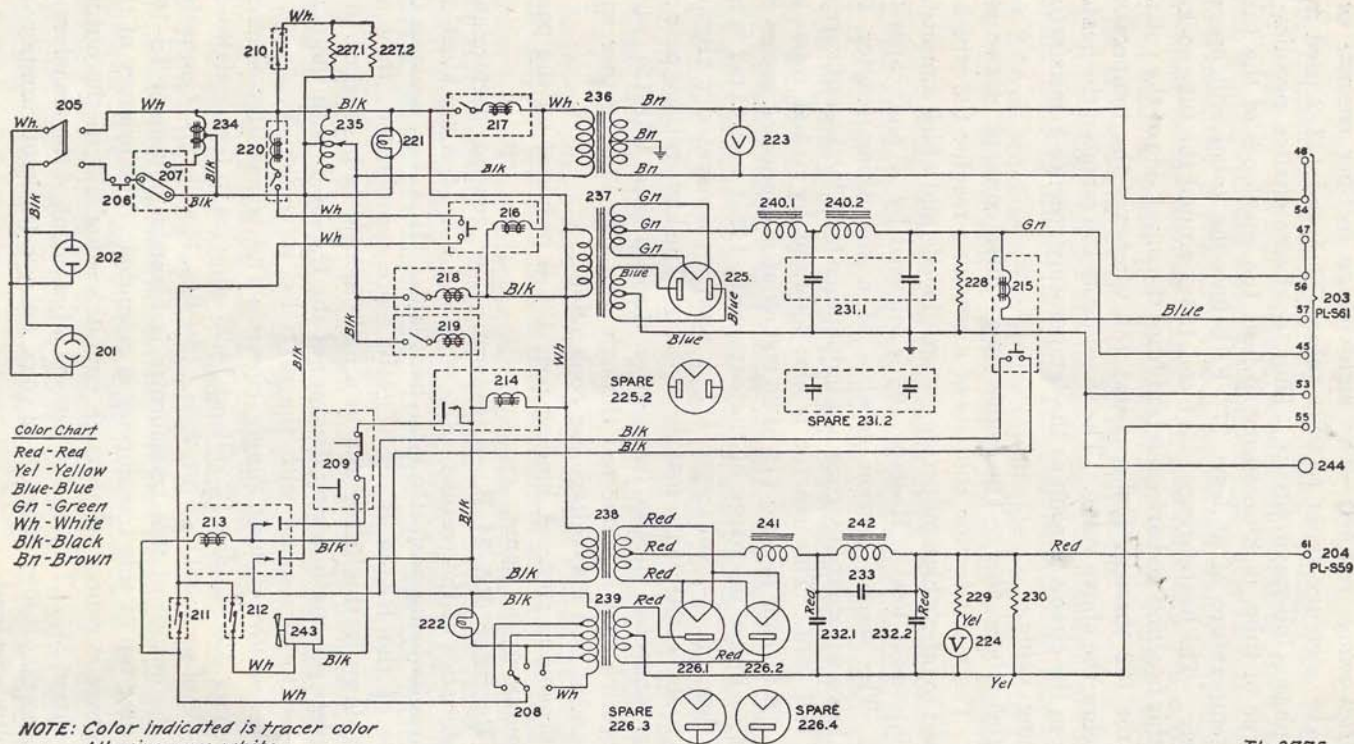 210
Wh.
227.1
227.2
205
Wh.
Wh
Blk
217
Wh
236
Bn
234
220
235
221
Bn
223
48
Blk
207
Blk
Blk
Bn
206
Blk
237
Gn
54
Wh
216
240.1
240.2
47
Wh
Gn
Gn
Gn
56
202
218
Blk
Blue
225.
231.1
228
215
Blue
57
203
PL-S61
Blk
Blue
Blue
45
201
219
Wh
53
214
SPARE
225.2
SPARE 231.2
55
Blk
Blk
Blk
244
Color Chart
Red-Red
Yel-Yellow
Blue-Blue
Gn-Green
Wh-White
Blk-Black
Bn-Brown
209
Blk
213
Blk
238
Red
Red
Red
241
242
Red
61
204
PL-S59
Blk
233
211
212
243
Blk
Blk
239
Red
Red
Red
229
230
222
232.1
232.2
Yel
224
Wh
226.1
226.2
Red
Yel
Wh
208
Wh
SPARE
226.3
SPARE
226.4
NOTE: Color indicated is tracer color